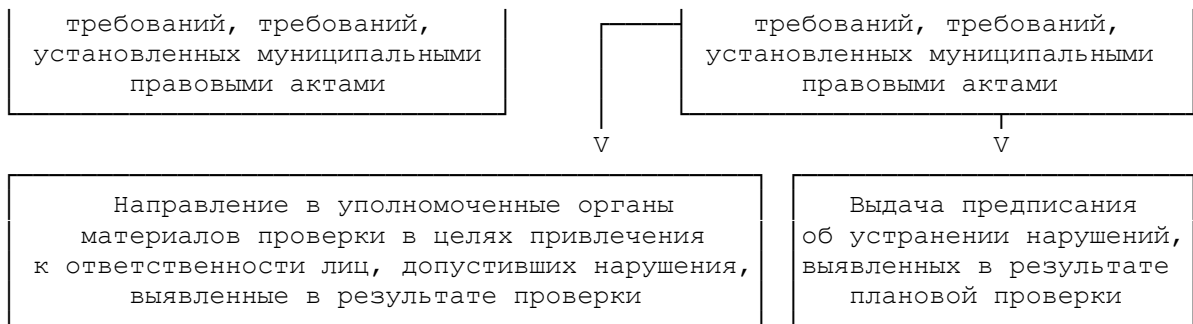 требований, требований,
установленных муниципальными
правовыми актами
требований, требований,
установленных муниципальными
правовыми актами
V
V
Направление в уполномоченные органы
материалов проверки в целях привлечения
к ответственности лиц, допустивших нарушения,
выявленные в результате проверки
Выдача предписания
об устранении нарушений,
выявленных в результате
плановой проверки